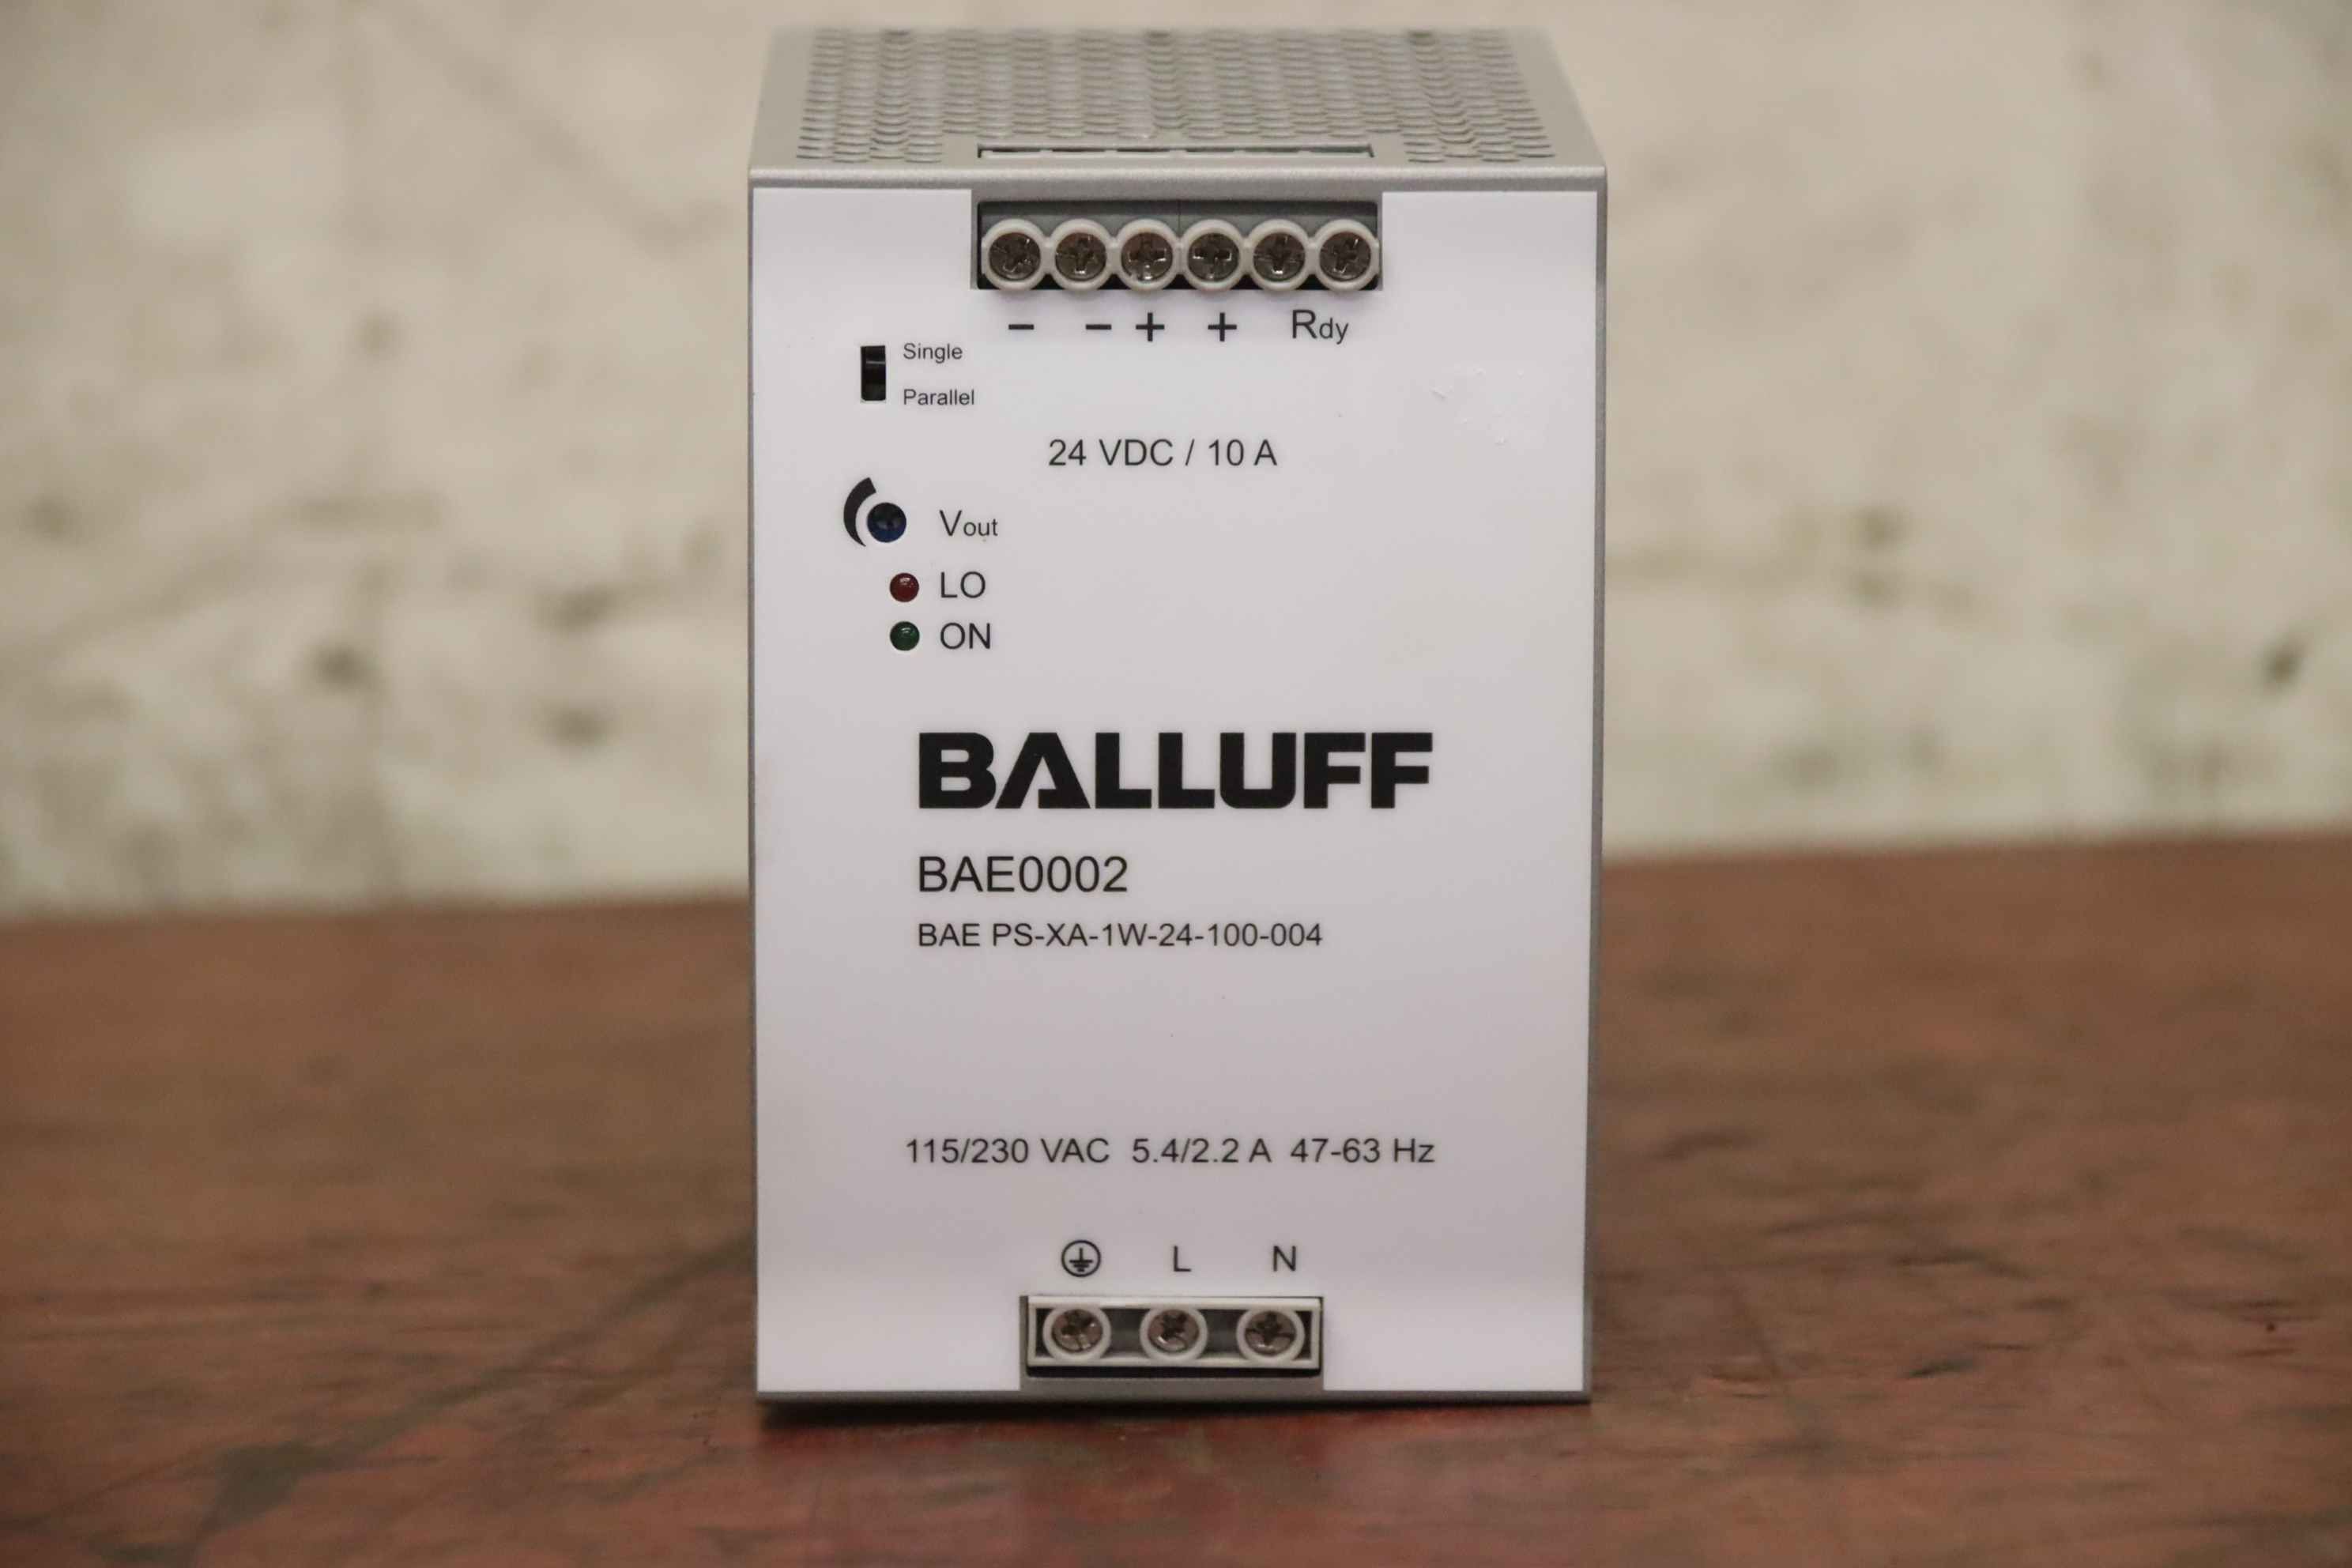 − − + + Rdy
Single
Parallel
24 VDC / 10 A
Vout
LO
ON
BALLUFF
BAE0002
BAE PS-XA-1W-24-100-004
115/230 VAC 5.4/2.2 A 47-63 Hz
L N